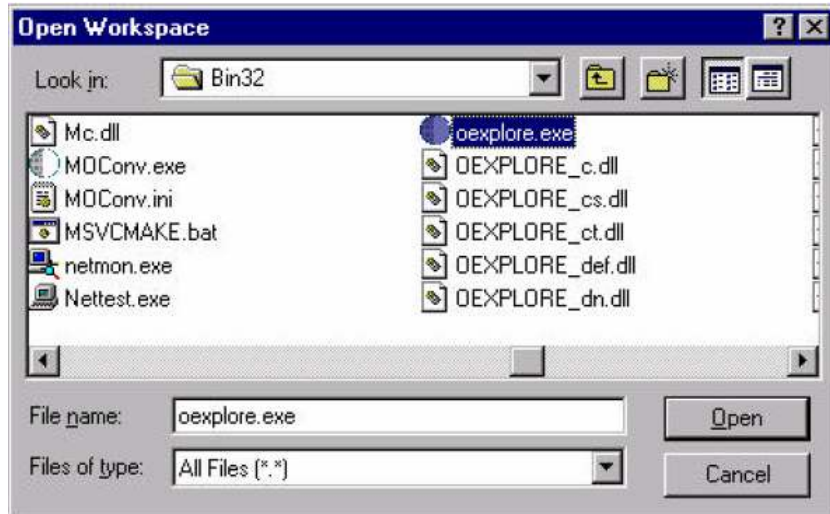 Open Workspace
Look in: Bin32
Mc.dll
MOConv.exe
MOConv.ini
MSVCMAKE.bat
netmon.exe
Nettest.exe
oexplore.exe
OEXPLORE_c.dll
OEXPLORE_cs.dll
OEXPLORE_ct.dll
OEXPLORE_def.dll
OEXPLORE_dn.dll
File name: oexplore.exe Open
Files of type: All Files (*.*) Cancel